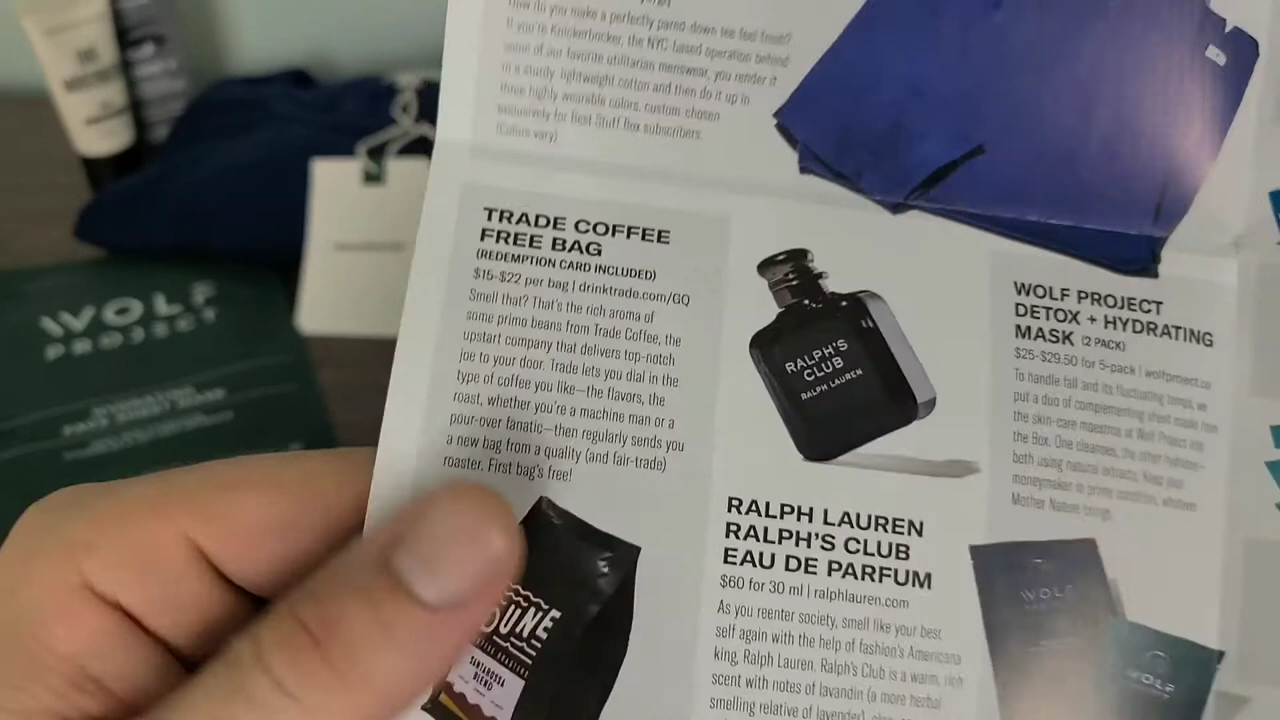 How do you make a perfectly pared-down tee feel fresh?
If you're Knickerbocker, the NYC-based operation behind
some of our favorite utilitarian menswear, you render it
in a sturdy, lightweight cotton and then do it up in
three highly wearable colors, custom-chosen
exclusively for Best Stuff Box subscribers.
(Colors vary)
TRADE COFFEE
FREE BAG
(REDEMPTION CARD INCLUDED)
$15-$22 per bag | drinktrade.com/GQ
Smell that? That's the rich aroma of
some primo beans from Trade Coffee, the
upstart company that delivers top-notch
joe to your door. Trade lets you dial in the
type of coffee you like—the flavors, the
roast, whether you're a machine man or a
pour-over fanatic—then regularly sends you
a new bag from a quality (and fair-trade)
roaster. First bag's free!
RALPH'S
CLUB
RALPH LAUREN
RALPH LAUREN
RALPH'S CLUB
EAU DE PARFUM
$60 for 30 ml | ralphlauren.com
As you reenter society, smell like your best
self again with the help of fashion's Americana
king, Ralph Lauren. Ralph's Club is a warm, rich
scent with notes of lavandin (a more herbal
smelling relative of lavender),
WOLF PROJECT
DETOX + HYDRATING
MASK (2 PACK)
$25-$29.50 for 5-pack | wolfproject.co
To handle fall and its fluctuating temps, we
put a duo of complementing sheet masks from
the skin-care maestros at Wolf Project into
the Box. One cleanses, the other hydrates—
both using natural extracts. Keep your
moneymaker in prime condition, whatever
Mother Nature brings.
WOLF
PROJECT
HYDRATING
FACE SHEET MASK
UNE
SANTAROSSA
BLEND
WOLF
WOLF